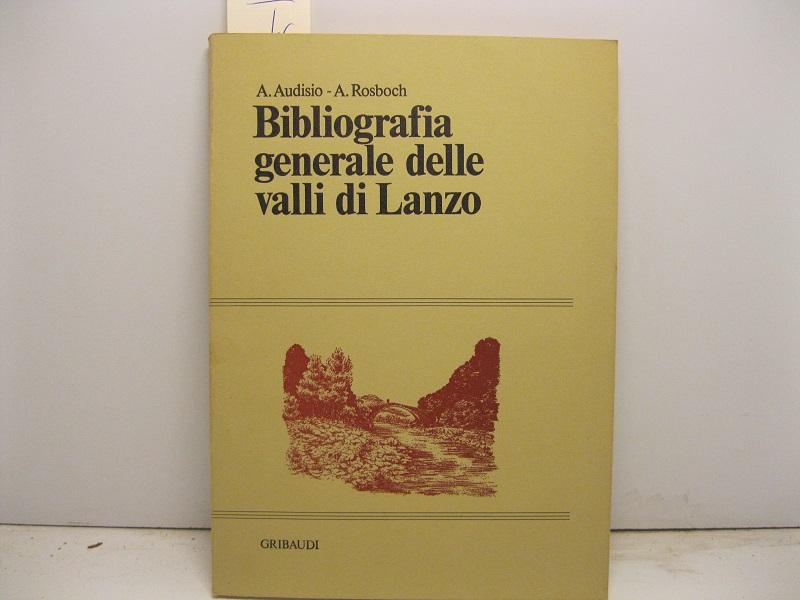 A. Audisio - A. Rosboch
Bibliografia
generale delle
valli di Lanzo
GRIBAUDI